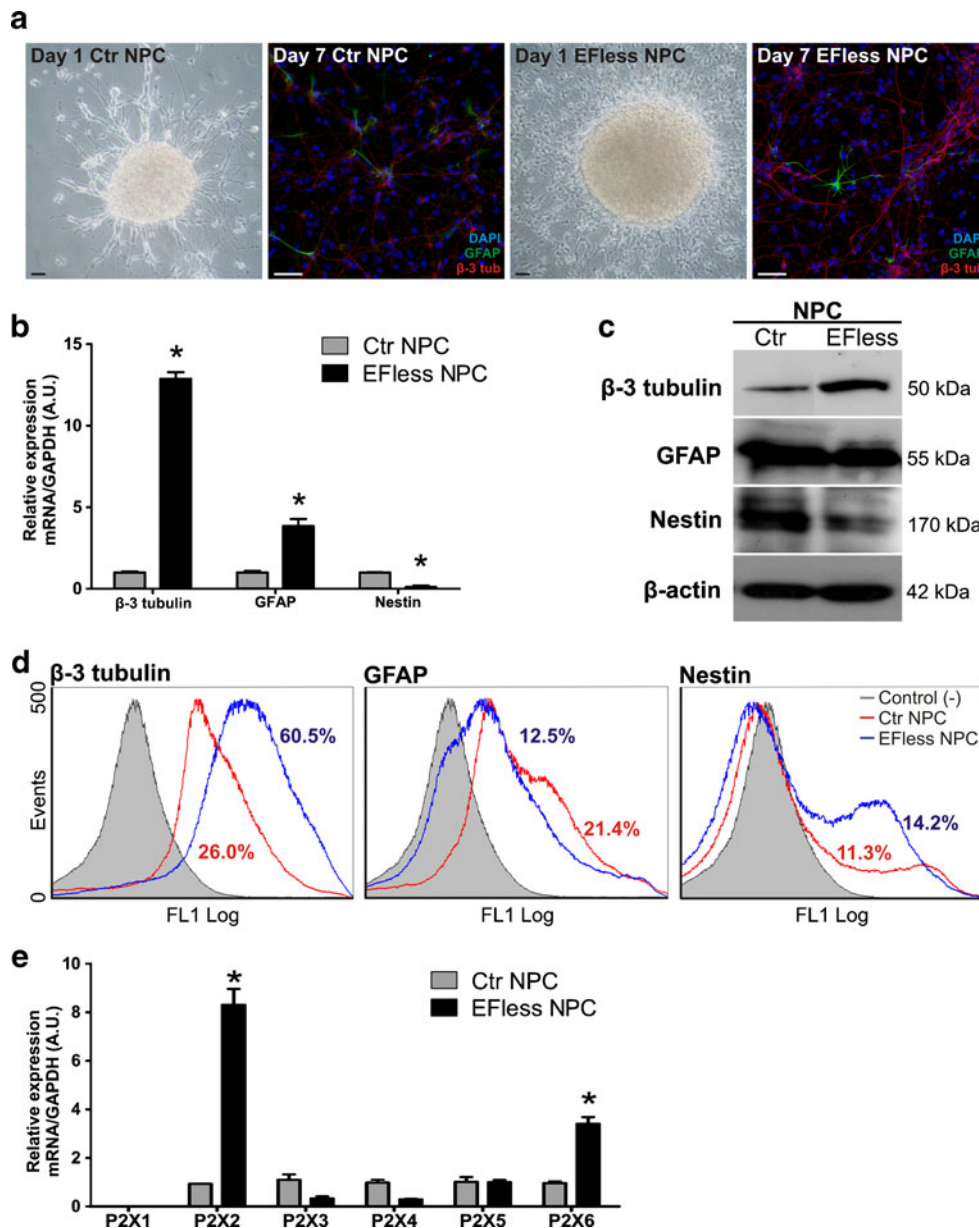 a
Day 1 Ctr NPC
Day 7 Ctr NPC
DAPI
GFAP
β-3 tub
Day 1 EFless NPC
Day 7 EFless NPC
DAP
GFA
β-3 tu
b
Relative expression
mRNA/GAPDH (A.U.)
15
10
5
0
Ctr NPC
EFless NPC
*
*
*
β-3 tubulin
GFAP
Nestin
c
NPC
Ctr
EFless
β-3 tubulin
50 kDa
GFAP
55 kDa
Nestin
170 kDa
β-actin
42 kDa
d
β-3 tubulin
500
Events
0
60.5%
26.0%
FL1 Log
GFAP
12.5%
21.4%
FL1 Log
Nestin
Control (-)
Ctr NPC
EFless NPC
14.2%
11.3%
FL1 Log
e
Relative expression
mRNA/GAPDH (A.U.)
10
8
6
4
2
0
Ctr NPC
EFless NPC
*
*
P2X1
P2X2
P2X3
P2X4
P2X5
P2X6